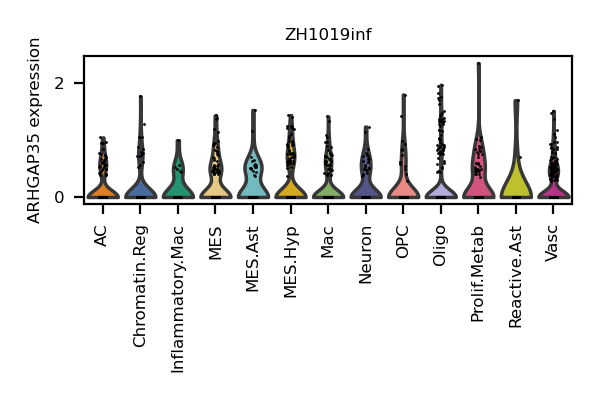 ZH1019inf
ARHGAP35 expression
2
0
AC
Chromatin.Reg
Inflammatory.Mac
MES
MES.Ast
MES.Hyp
Mac
Neuron
OPC
Oligo
Prolif.Metab
Reactive.Ast
Vasc